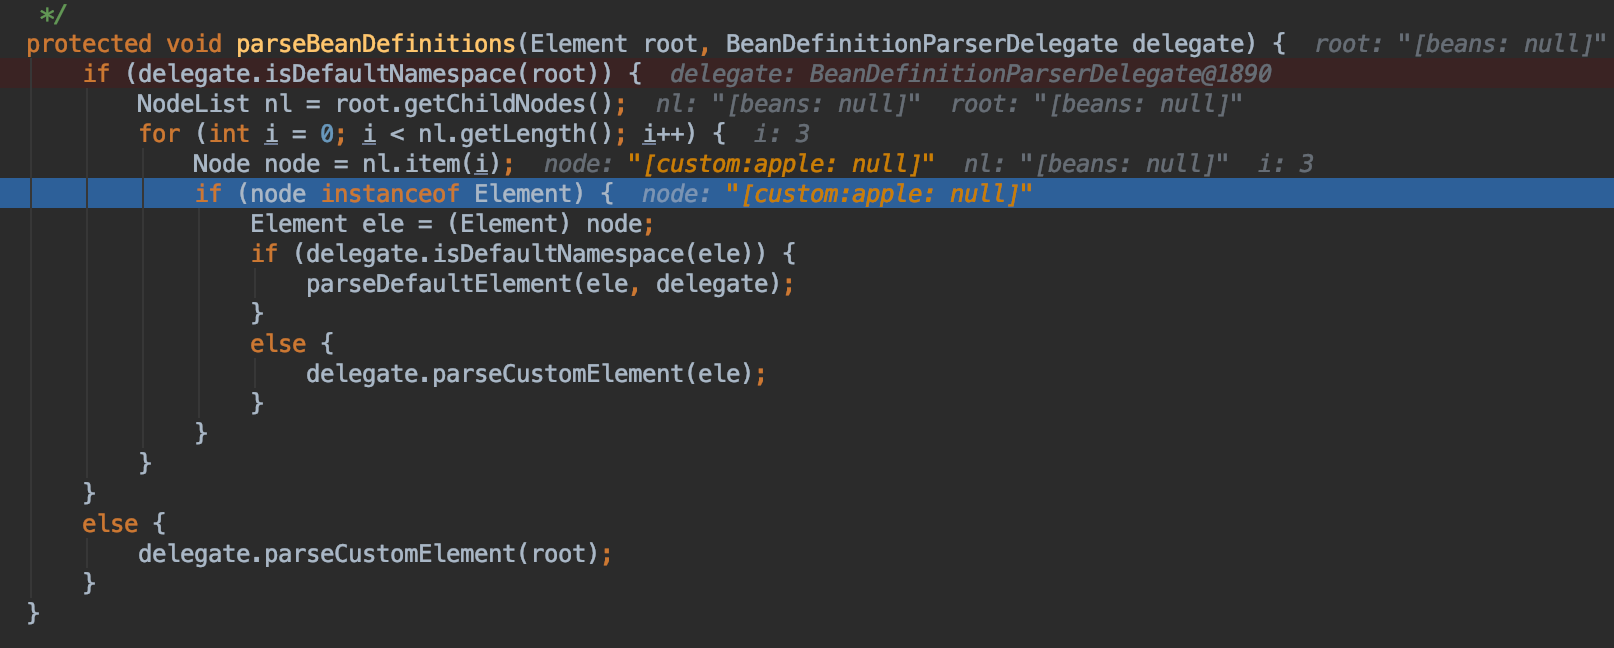 */
protected void parseBeanDefinitions(Element root, BeanDefinitionParserDelegate delegate) {  root: "[beans: null]"
if (delegate.isDefaultNamespace(root)) {  delegate: BeanDefinitionParserDelegate@1890
NodeList nl = root.getChildNodes();  nl: "[beans: null]"  root: "[beans: null]"
for (int i = 0; i < nl.getLength(); i++) {  i: 3
Node node = nl.item(i);  node: "[custom:apple: null]"  nl: "[beans: null]"  i: 3
if (node instanceof Element) {  node: "[custom:apple: null]"
Element ele = (Element) node;
if (delegate.isDefaultNamespace(ele)) {
parseDefaultElement(ele, delegate);
}
else {
delegate.parseCustomElement(ele);
}
}
}
}
else {
delegate.parseCustomElement(root);
}
}